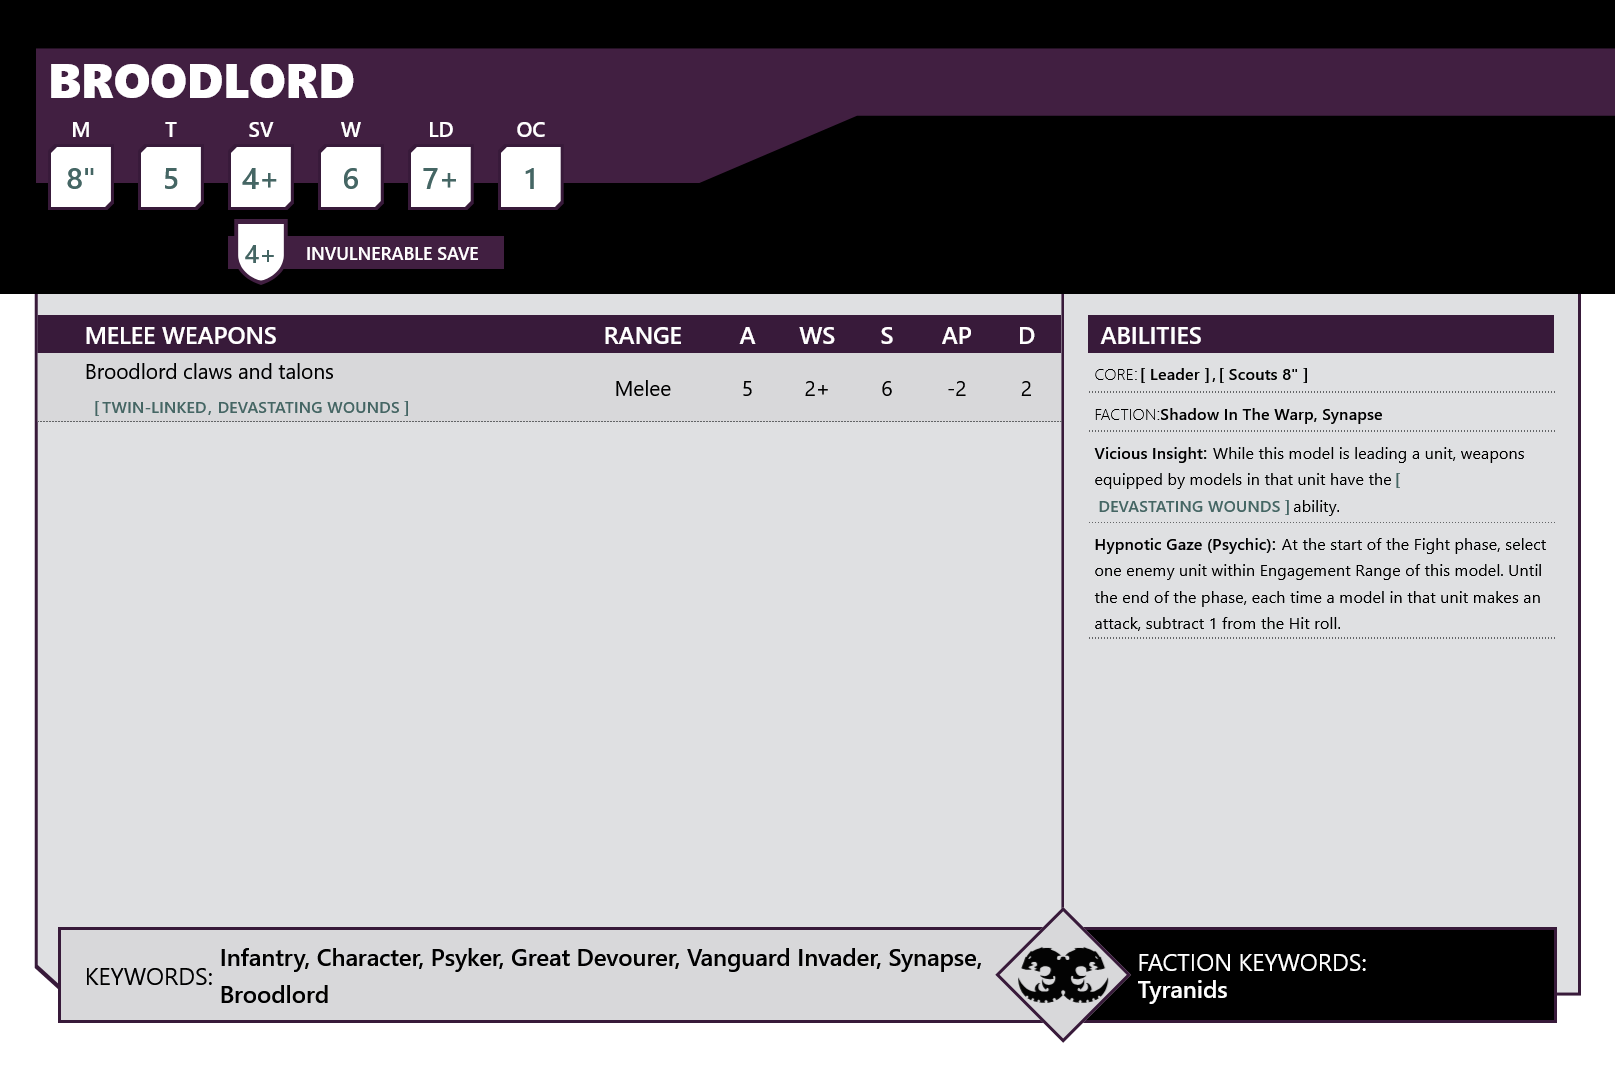 BROODLORD
M T SV W LD OC
8" 5 4+ 6 7+ 1
4+ INVULNERABLE SAVE
MELEE WEAPONS RANGE A WS S AP D
Broodlord claws and talons
Melee 5 2+ 6 -2 2
[ TWIN-LINKED, DEVASTATING WOUNDS ]
ABILITIES
CORE: [ Leader ] , [ Scouts 8" ]
FACTION: Shadow In The Warp, Synapse
Vicious Insight: While this model is leading a unit, weapons
equipped by models in that unit have the [
DEVASTATING WOUNDS ] ability.
Hypnotic Gaze (Psychic): At the start of the Fight phase, select
one enemy unit within Engagement Range of this model. Until
the end of the phase, each time a model in that unit makes an
attack, subtract 1 from the Hit roll.
KEYWORDS: Infantry, Character, Psyker, Great Devourer, Vanguard Invader, Synapse,
Broodlord
FACTION KEYWORDS:
Tyranids